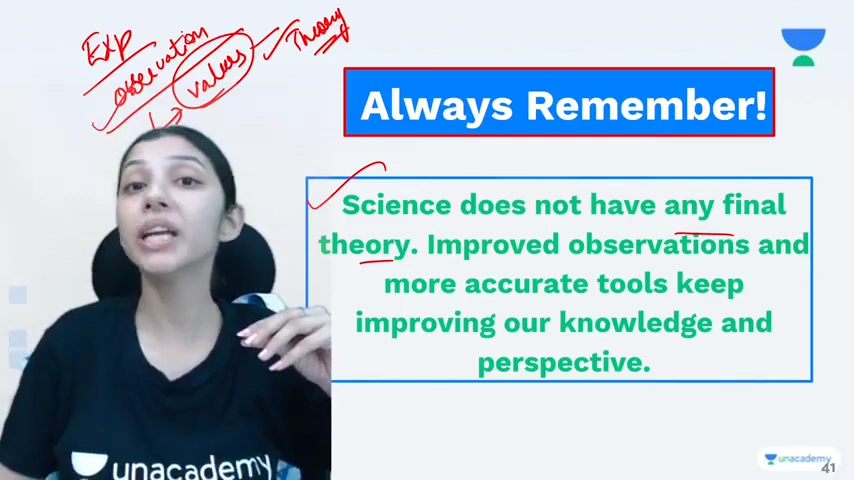 Exp
observation
values
Theory
Always Remember!
Science does not have any final
theory. Improved observations and
more accurate tools keep
improving our knowledge and
perspective.
unacademy
unacademy
41